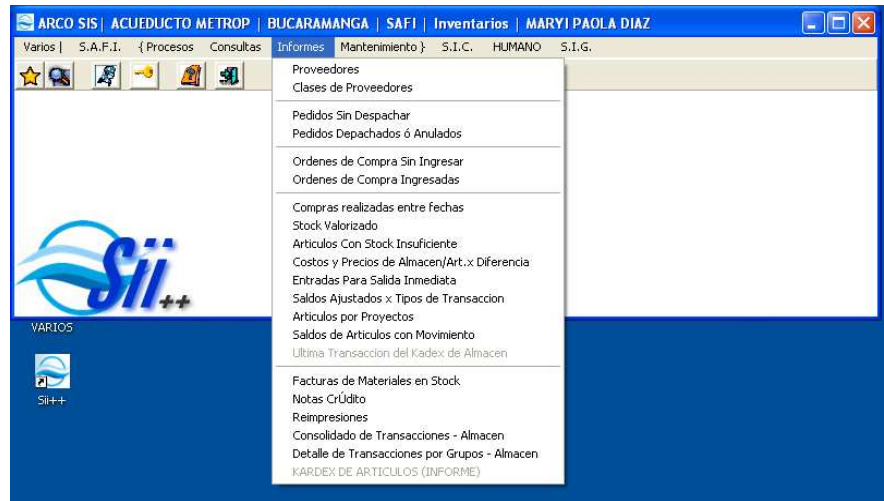 ARCO SIS| ACUEDUCTO METROP | BUCARAMANGA | SAFI | Inventarios | MARYI PAOLA DIAZ
Varios | S.A.F.I. { Procesos Consultas Informes Mantenimiento } S.I.C. HUMANO S.I.G.
Proveedores
Clases de Proveedores
Pedidos Sin Despachar
Pedidos Depachados ó Anulados
Ordenes de Compra Sin Ingresar
Ordenes de Compra Ingresadas
Compras realizadas entre fechas
Stock Valorizado
Articulos Con Stock Insuficiente
Costos y Precios de Almacen/Art.x Diferencia
Entradas Para Salida Inmediata
Saldos Ajustados x Tipos de Transaccion
Articulos por Proyectos
Saldos de Articulos con Movimiento
Ultima Transaccion del Kadex de Almacen
Facturas de Materiales en Stock
Notas CrÚdito
Reimpresiones
Consolidado de Transacciones - Almacen
Detalle de Transacciones por Grupos - Almacen
KARDEX DE ARTICULOS (INFORME)
Sii++
VARIOS
Sii++